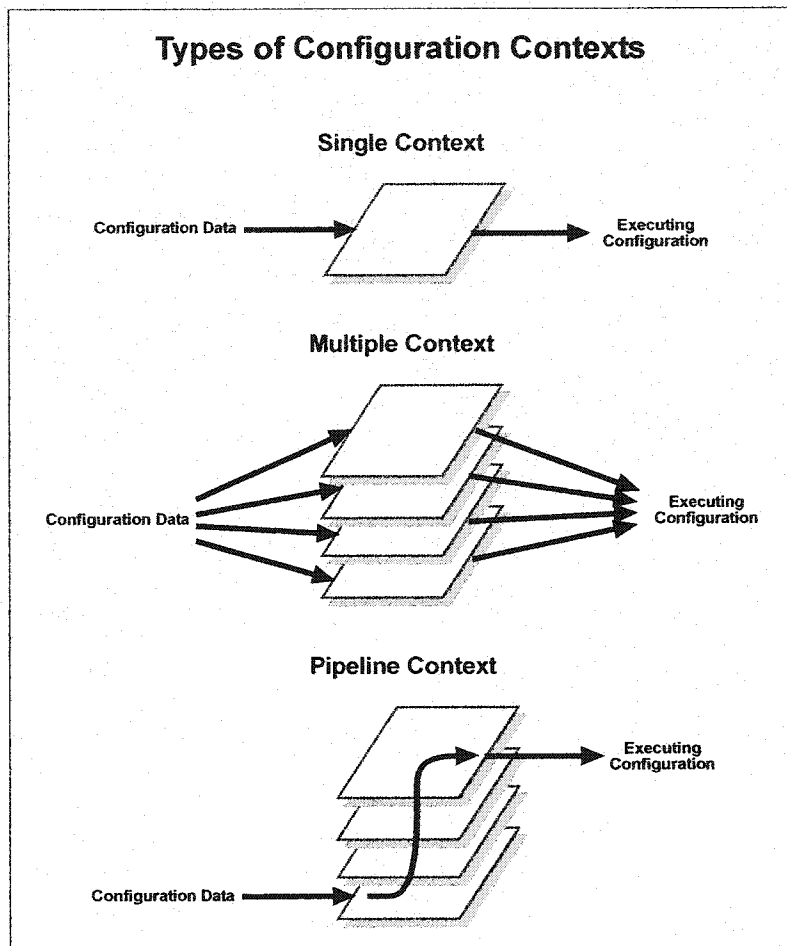 Types of Configuration Contexts
Single Context
Configuration Data
Executing
Configuration
Multiple Context
Configuration Data
Executing
Configuration
Pipeline Context
Executing
Configuration
Configuration Data